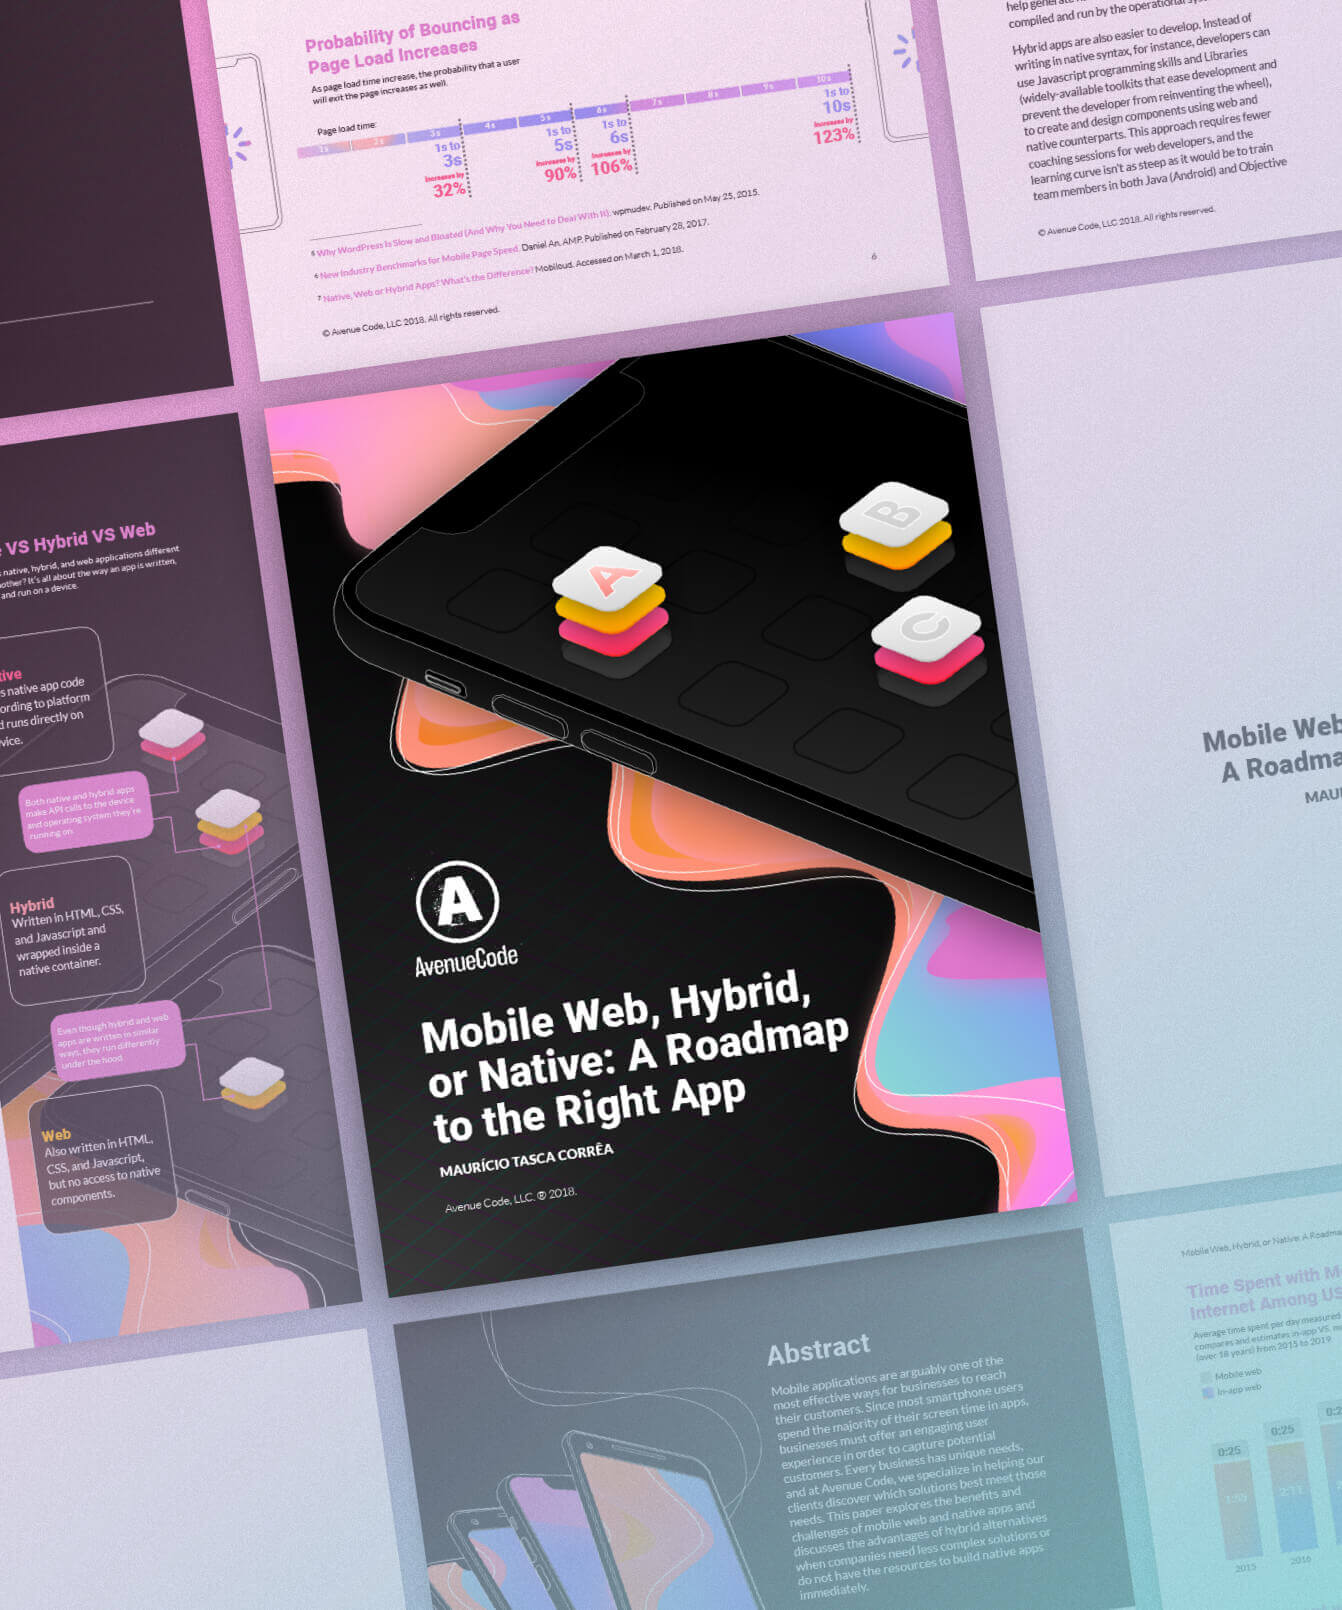 Probability of Bouncing as
Page Load Increases
As page load time increase, the probability that a user
will exit the page increases as well.
Page load time:
1s 2s 3s 4s 5s 6s 7s 8s 9s 10s
1s to
3s
Increases by
32%
1s to
5s
Increases by
90%
1s to
6s
Increases by
106%
1s to
10s
Increases by
123%
5 Why WordPress Is Slow and Bloated (And Why You Need to Deal With It). wpmudev. Published on May 25, 2015.
6 New Industry Benchmarks for Mobile Page Speed. Daniel An. AMP. Published on February 28, 2017.
7 Native, Web or Hybrid Apps? What's the Difference? Mobiloud. Accessed on March 1, 2018.
6
© Avenue Code, LLC 2018. All rights reserved.
help generate
compiled and run by the operational
Hybrid apps are also easier to develop. Instead of
writing in native syntax, for instance, developers can
use Javascript programming skills and Libraries
(widely-available toolkits that ease development and
prevent the developer from reinventing the wheel),
to create and design components using web and
native counterparts. This approach requires fewer
coaching sessions for web developers, and the
learning curve isn't as steep as it would be to train
team members in both Java (Android) and Objective
© Avenue Code, LLC 2018. All rights reserved.
VS Hybrid VS Web
native, hybrid, and web applications different
other? It's all about the way an app is written,
and run on a device.
native app code
ording to platform
runs directly on
vice.
Both native and hybrid apps
make API calls to the device
and operating system they're
running on
Hybrid
Written in HTML, CSS,
and Javascript and
wrapped inside a
native container.
Even though hybrid and web
apps are written in similar
ways, they run differently
under the hood
Web
Also written in HTML,
CSS, and Javascript,
but no access to native
components.
A
B
C
A
AvenueCode
Mobile Web, Hybrid,
or Native: A Roadmap
to the Right App
MAURÍCIO TASCA CORRÊA
Avenue Code, LLC. ® 2018.
Mobile Web
A Roadma
MAURÍ
Abstract
Mobile applications are arguably one of the
most effective ways for businesses to reach
their customers. Since most smartphone users
spend the majority of their screen time in apps,
businesses must offer an engaging user
experience in order to capture potential
customers. Every business has unique needs,
and at Avenue Code, we specialize in helping our
clients discover which solutions best meet those
needs. This paper explores the benefits and
challenges of mobile web and native apps and
discusses the advantages of hybrid alternatives
when companies need less complex solutions or
do not have the resources to build native apps
immediately.
Mobile Web, Hybrid, or Native: A Roadma
Time Spent with M
Internet Among US
Average time spent per day measured
compares and estimates in-app VS. m
(over 18 years) from 2015 to 2019.
Mobile web
In-app web
0:25
0:25
0:2
1:55
2:11
2015
2016